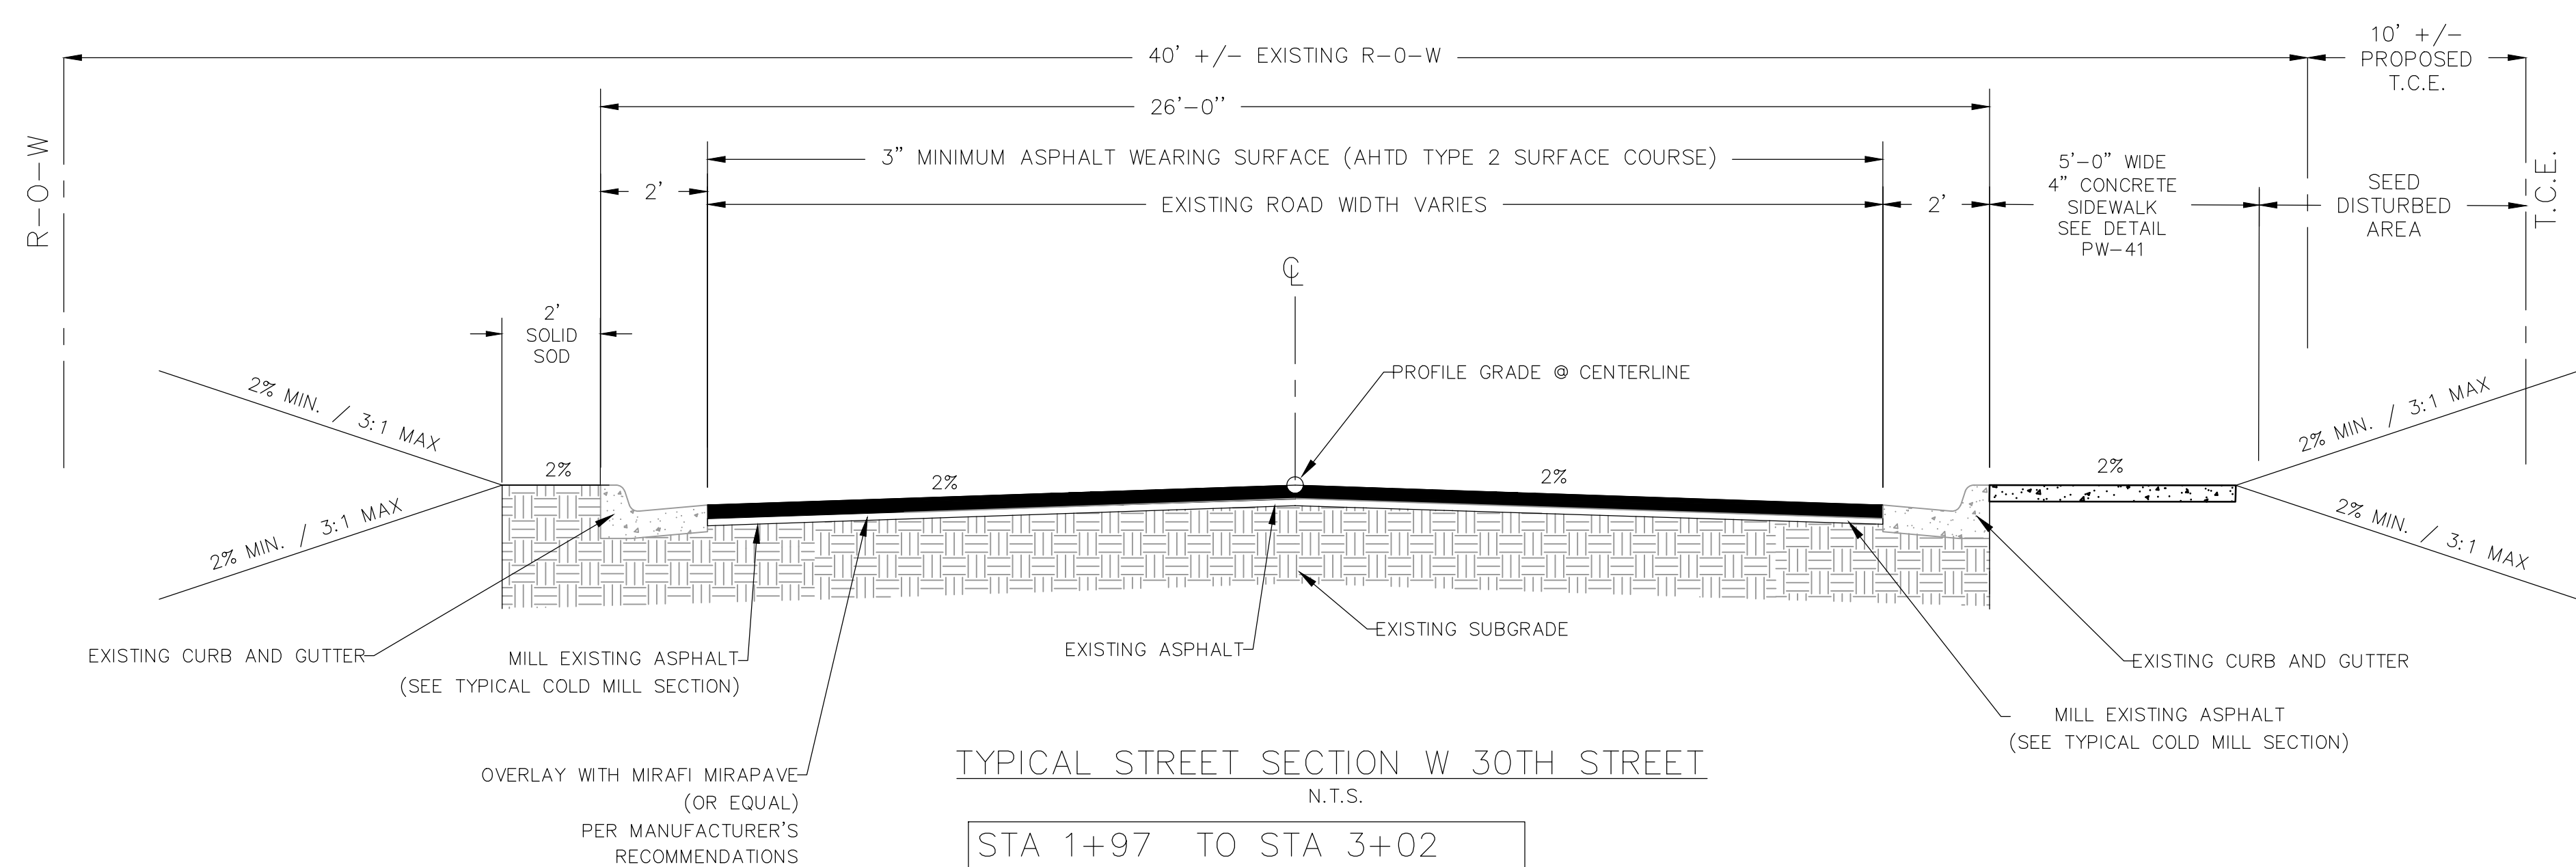 40' +/- EXISTING R-O-W
10' +/-
PROPOSED
T.C.E.
26'-0"
R-O-W
3" MINIMUM ASPHALT WEARING SURFACE (AHTD TYPE 2 SURFACE COURSE)
2'
EXISTING ROAD WIDTH VARIES
2'
5'-0" WIDE
4" CONCRETE
SIDEWALK
SEE DETAIL
PW-41
SEED
DISTURBED
AREA
T.C.E.
CL
2'
SOLID
SOD
PROFILE GRADE @ CENTERLINE
2% MIN. / 3:1 MAX
2% MIN. / 3:1 MAX
2%
2%
2%
2%
2% MIN. / 3:1 MAX
2% MIN. / 3:1 MAX
EXISTING CURB AND GUTTER
MILL EXISTING ASPHALT
(SEE TYPICAL COLD MILL SECTION)
EXISTING ASPHALT
EXISTING SUBGRADE
EXISTING CURB AND GUTTER
MILL EXISTING ASPHALT
(SEE TYPICAL COLD MILL SECTION)
OVERLAY WITH MIRAFI MIRAPAVE
(OR EQUAL)
PER MANUFACTURER'S
RECOMMENDATIONS
TYPICAL STREET SECTION W 30TH STREET
N.T.S.
STA 1+97 TO STA 3+02